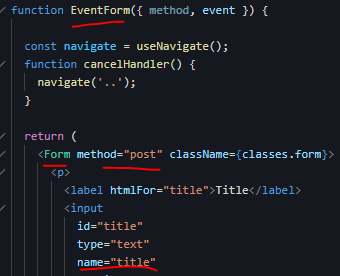 function EventForm({ method, event }) {
const navigate = useNavigate();
function cancelHandler() {
navigate('..');
}
return (
<Form method="post" className={classes.form}>
<p>
<label htmlFor="title">Title</label>
<input
id="title"
type="text"
name="title"